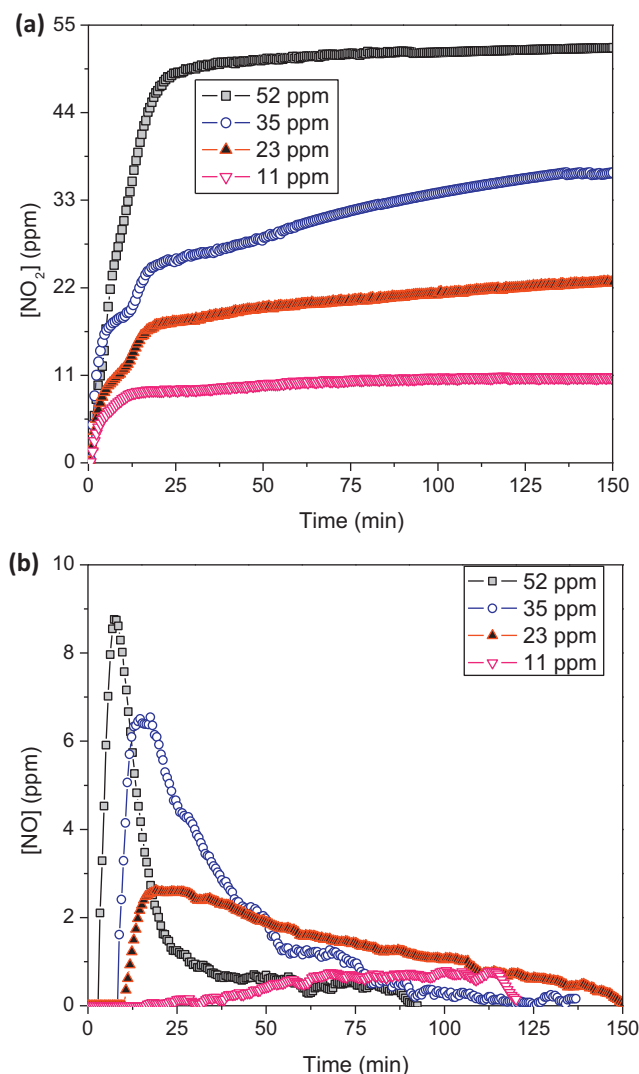 (a)
55
44
33
22
11
0
[NO₂] (ppm)
52 ppm
35 ppm
23 ppm
11 ppm
0 25 50 75 100 125 150
Time (min)
(b)
10
8
6
4
2
0
[NO] (ppm)
52 ppm
35 ppm
23 ppm
11 ppm
0 25 50 75 100 125 150
Time (min)